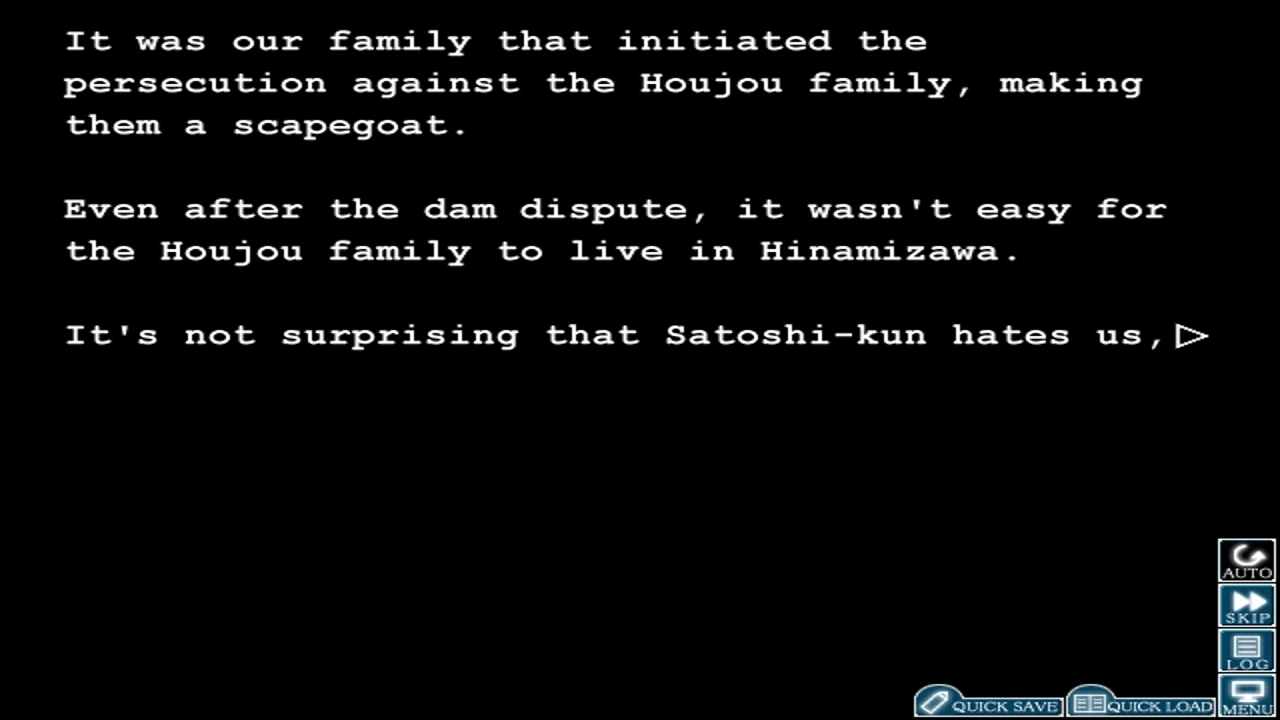 It was our family that initiated the
persecution against the Houjou family, making
them a scapegoat.
Even after the dam dispute, it wasn't easy for
the Houjou family to live in Hinamizawa.
It's not surprising that Satoshi-kun hates us,
AUTO
SKIP
LOG
QUICK SAVE
QUICK LOAD
MENU